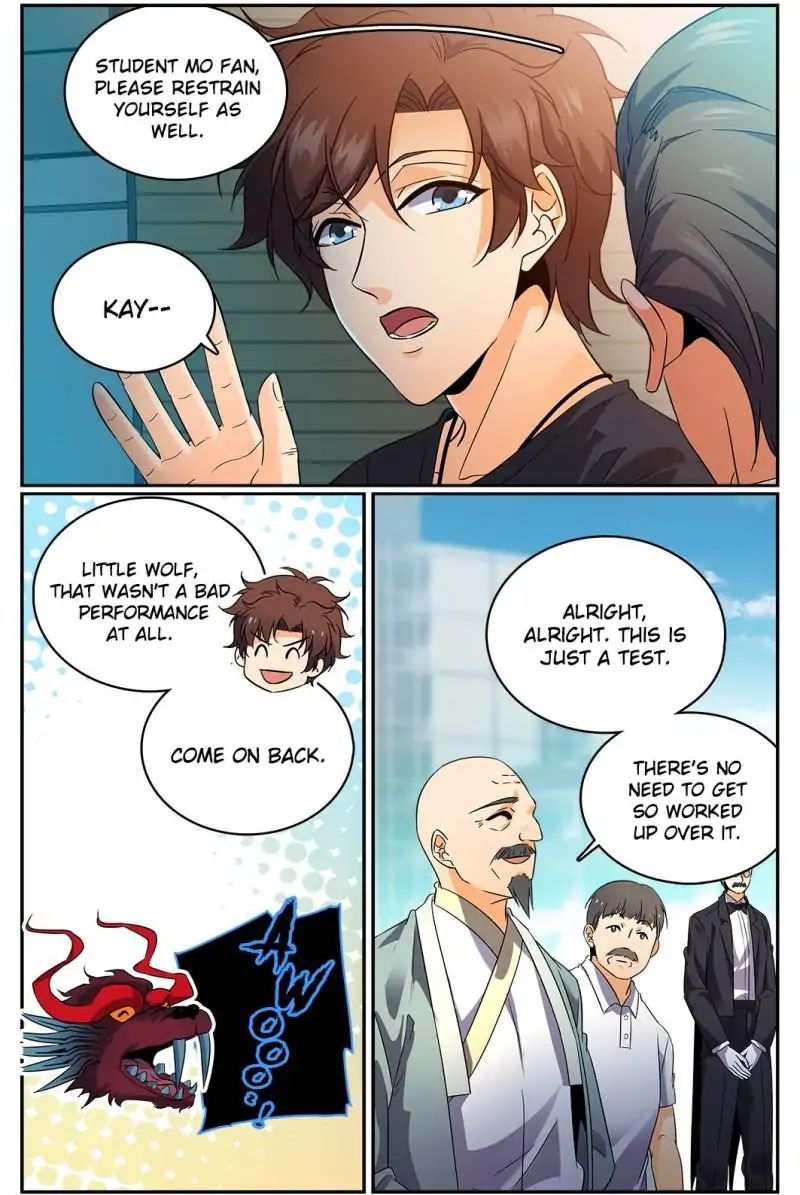 STUDENT MO FAN,
PLEASE RESTRAIN
YOURSELF AS
WELL.
KAY--
LITTLE WOLF,
THAT WASN'T A BAD
PERFORMANCE
AT ALL.
COME ON BACK.
AWOOO!
ALRIGHT,
ALRIGHT. THIS IS
JUST A TEST.
THERE'S NO
NEED TO GET
SO WORKED
UP OVER IT.